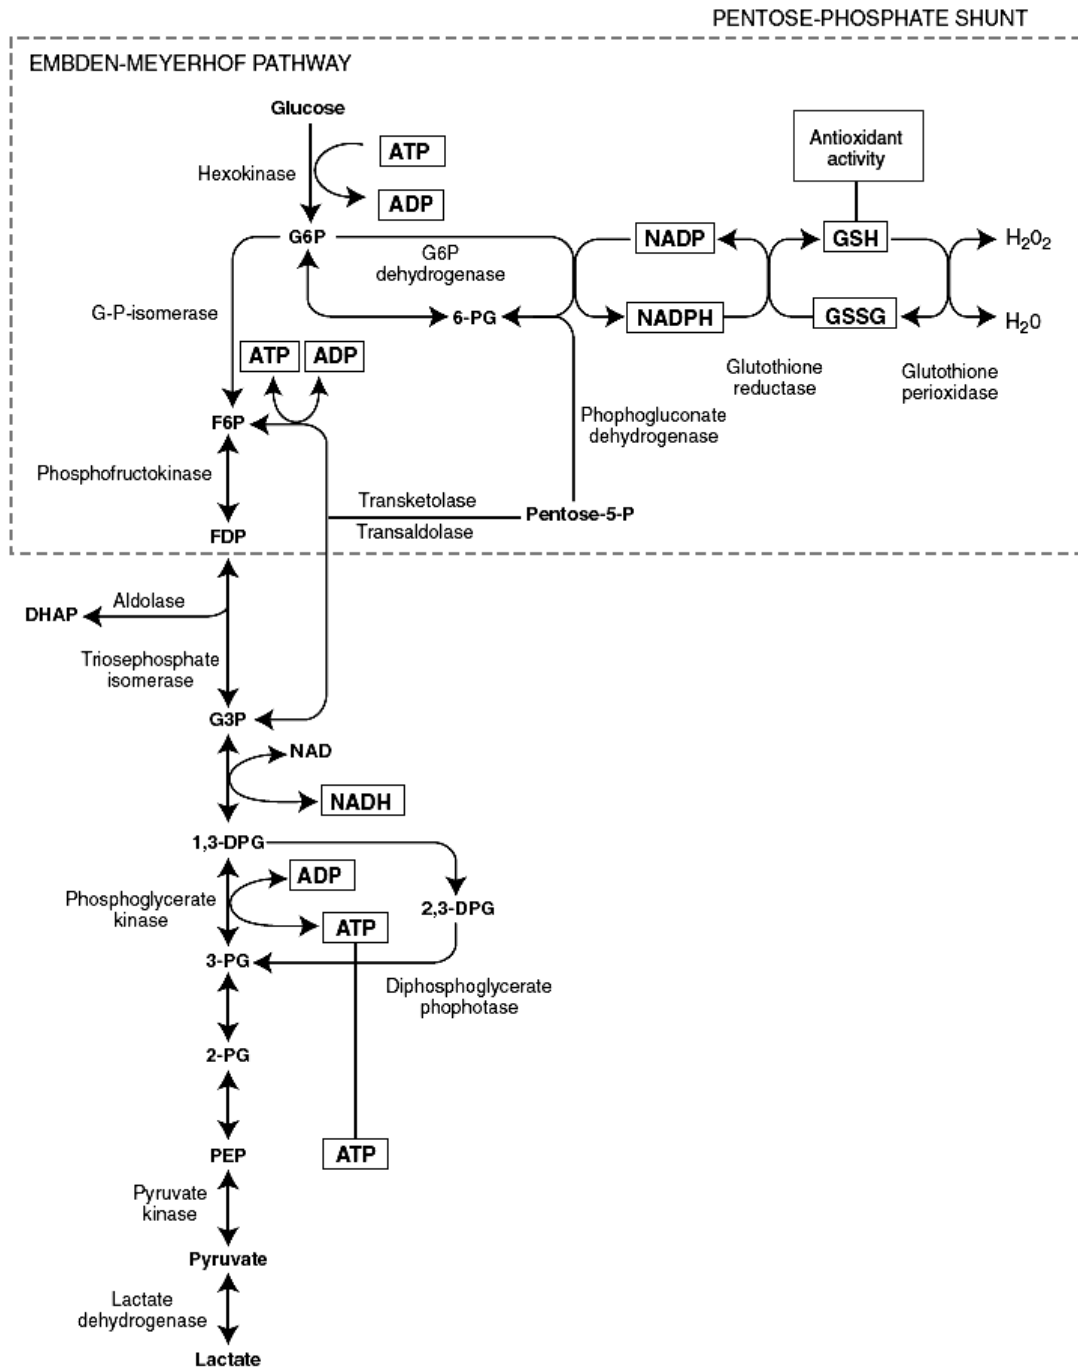 PENTOSE-PHOSPHATE SHUNT
EMBDEN-MEYERHOF PATHWAY
Glucose
ATP
Hexokinase
ADP
Antioxidant
activity
G6P
G6P
dehydrogenase
NADP
GSH
H₂O₂
G-P-isomerase
6-PG
NADPH
GSSG
H₂0
ATP
ADP
Glutothione
reductase
Glutothione
perioxidase
F6P
Phophogluconate
dehydrogenase
Phosphofructokinase
Transketolase
Transaldolase
Pentose-5-P
FDP
DHAP
Aldolase
Triosephosphate
isomerase
G3P
NAD
NADH
1,3-DPG
ADP
Phosphoglycerate
kinase
2,3-DPG
ATP
3-PG
Diphosphoglycerate
phophotase
2-PG
PEP
ATP
Pyruvate
kinase
Pyruvate
Lactate
dehydrogenase
Lactate